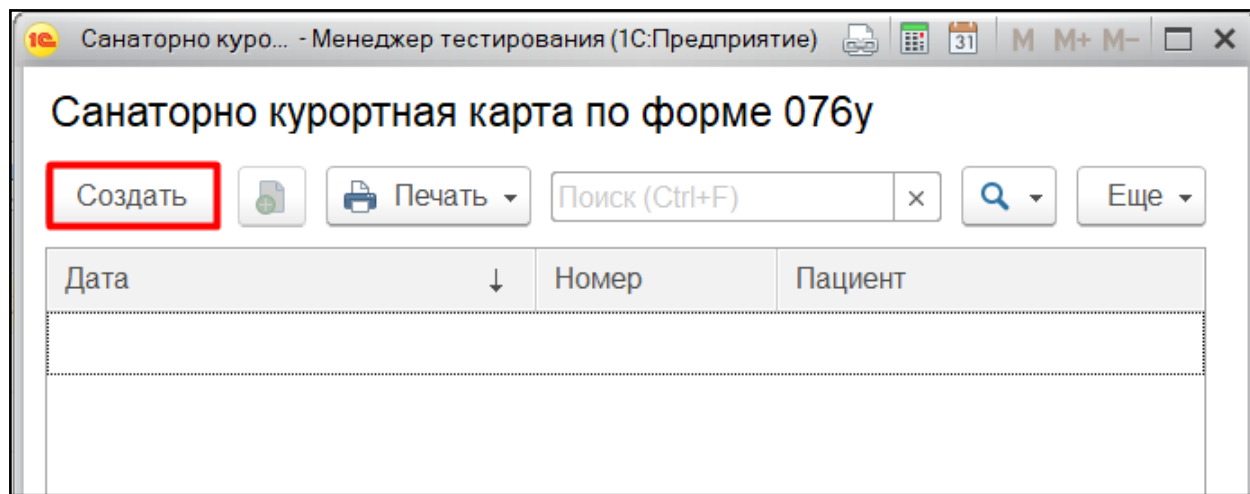 1С Санаторно куро... - Менеджер тестирования (1С:Предприятие) 31 M M+ M-
Санаторно курортная карта по форме 076у
Создать Печать Поиск (Ctrl+F) × Еще
Дата ↓ Номер Пациент